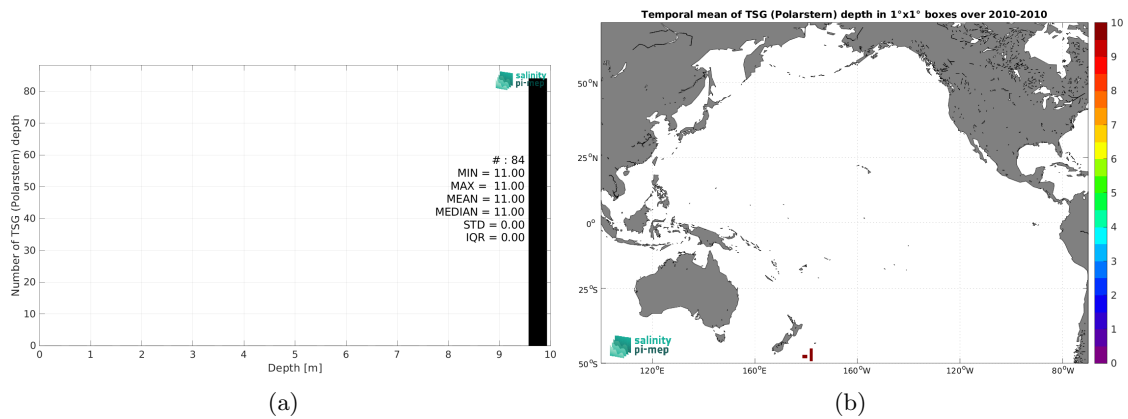 salinity
pi-mep
Number of TSG (Polarstern) depth
80
70
60
50
40
30
20
10
0
# : 84
MIN = 11.00
MAX = 11.00
MEAN = 11.00
MEDIAN = 11.00
STD = 0.00
IQR = 0.00
0 1 2 3 4 5 6 7 8 9 10
Depth [m]
(a)
Temporal mean of TSG (Polarstern) depth in 1°x1° boxes over 2010-2010
50°N
25°N
0°
25°S
50°S
salinity
pi-mep
120°E 160°E 160°W 120°W 80°W
10
9
8
7
6
5
4
3
2
1
0
(b)